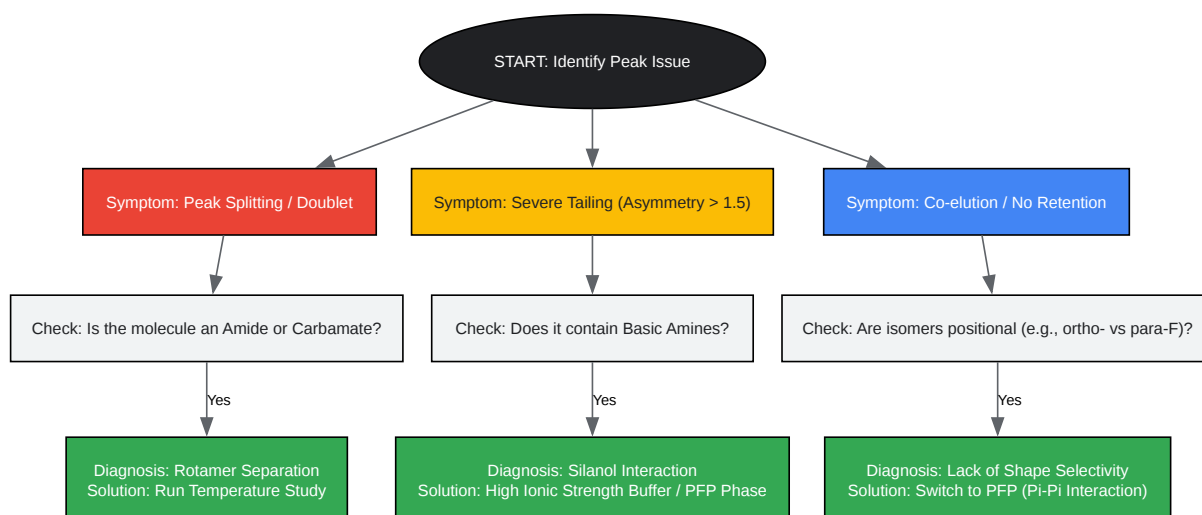 START: Identify Peak Issue
Symptom: Peak Splitting / Doublet
Symptom: Severe Tailing (Asymmetry > 1.5)
Symptom: Co-elution / No Retention
Check: Is the molecule an Amide or Carbamate?
Check: Does it contain Basic Amines?
Check: Are isomers positional (e.g., ortho- vs para-F)?
Yes
Yes
Yes
Diagnosis: Rotamer Separation
Solution: Run Temperature Study
Diagnosis: Silanol Interaction
Solution: High Ionic Strength Buffer / PFP Phase
Diagnosis: Lack of Shape Selectivity
Solution: Switch to PFP (Pi-Pi Interaction)